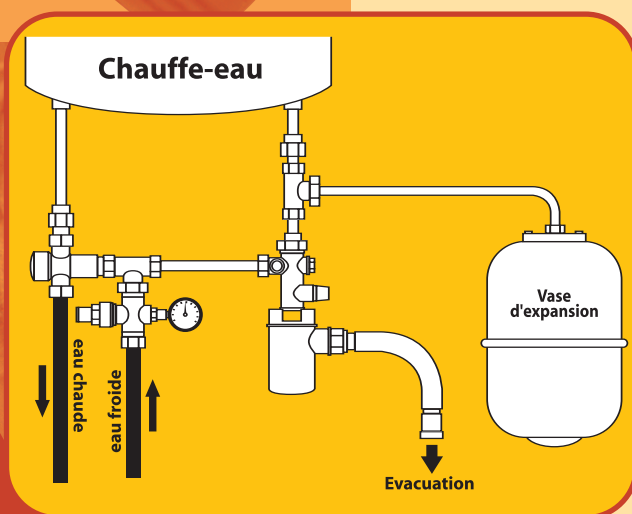 Chauffe-eau
Vase
d'expansion
eau chaude
eau froide
Evacuation